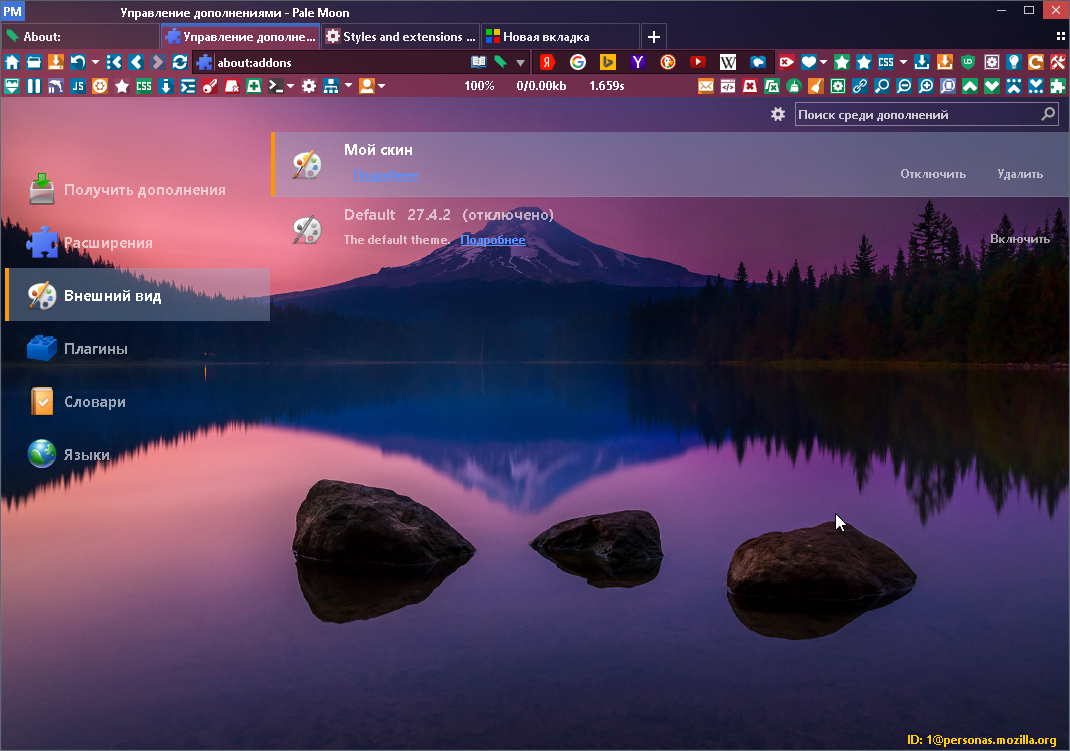 PM Управление дополнениями - Pale Moon
About: Управление дополне... Styles and extensions ... Новая вкладка
about:addons
JS CSS 100% 0/0.00kb 1.659s CSS
Поиск среди дополнений
Мой скин
Подробнее Отключить Удалить
Получить дополнения
Default 27.4.2 (отключено)
The default theme. Подробнее Включить
Расширения
Внешний вид
Плагины
Словари
Языки
ID: 1@personas.mozilla.org